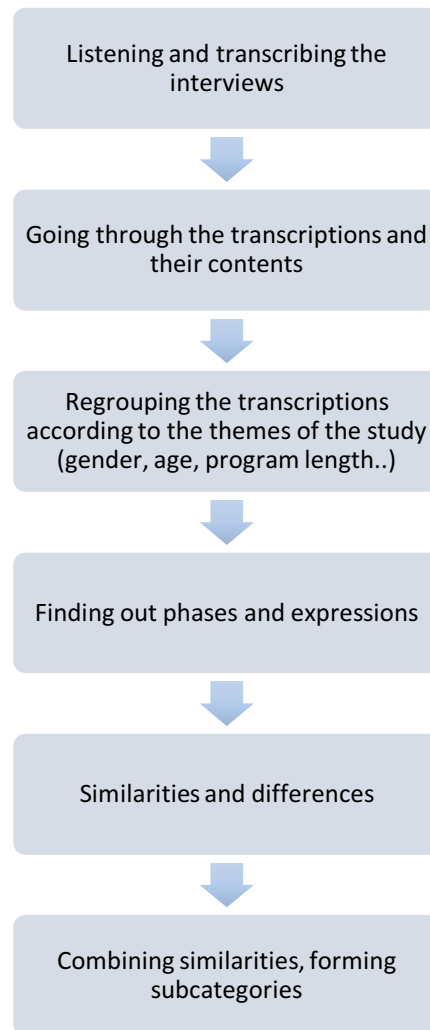 Listening and transcribing the
interviews
Going through the transcriptions and
their contents
Regrouping the transcriptions
according to the themes of the study
(gender, age, program length..)
Finding out phases and expressions
Similarities and differences
Combining similarities, forming
subcategories